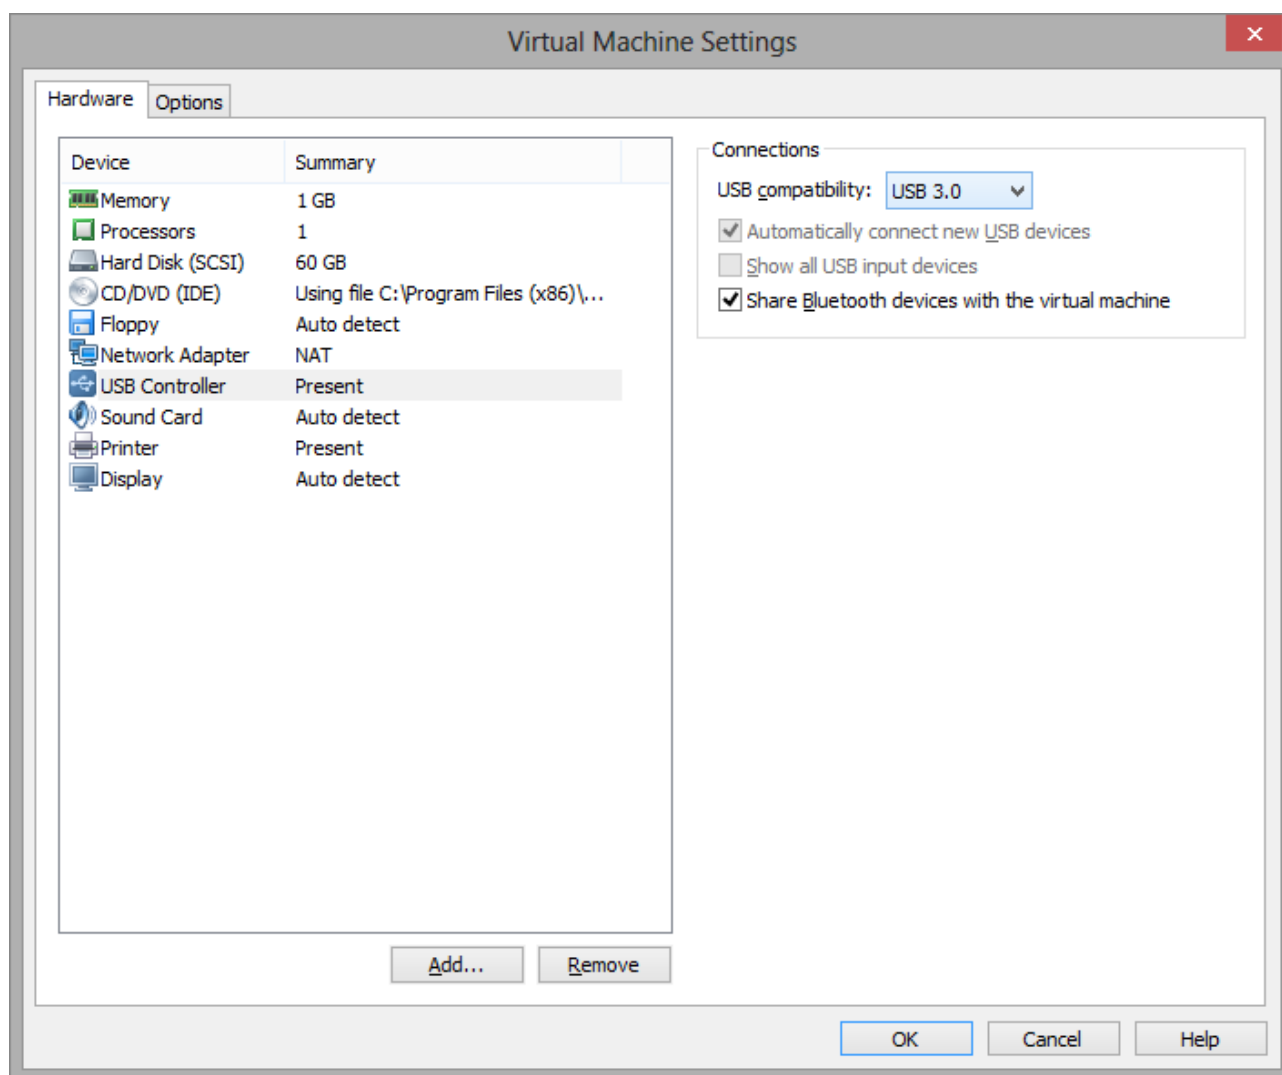 Virtual Machine Settings
Hardware Options
Device Summary
Memory 1 GB
Processors 1
Hard Disk (SCSI) 60 GB
CD/DVD (IDE) Using file C:\Program Files (x86)\...
Floppy Auto detect
Network Adapter NAT
USB Controller Present
Sound Card Auto detect
Printer Present
Display Auto detect
Add... Remove
Connections
USB compatibility: USB 3.0
Automatically connect new USB devices
Show all USB input devices
Share Bluetooth devices with the virtual machine
OK Cancel Help